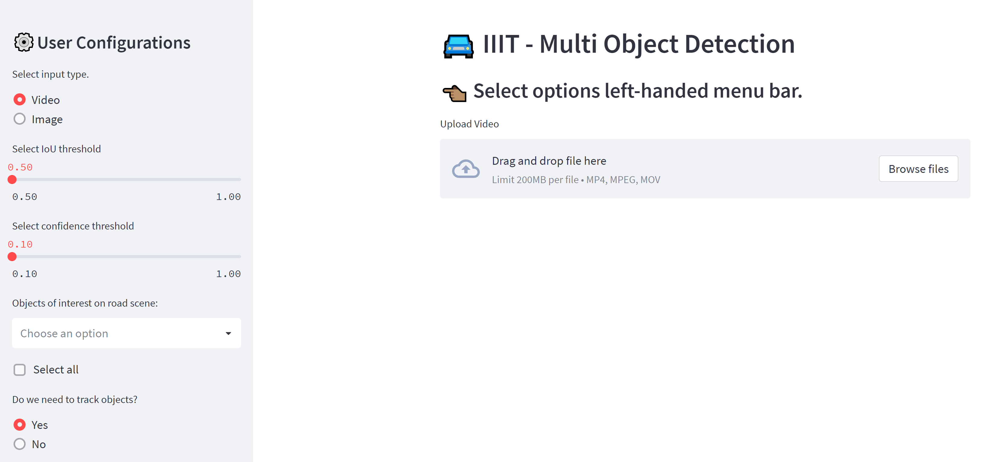 User Configurations
Select input type.
Video
Image
Select IoU threshold
0.50
0.50 1.00
Select confidence threshold
0.10
0.10 1.00
Objects of interest on road scene:
Choose an option
Select all
Do we need to track objects?
Yes
No
IIIT - Multi Object Detection
Select options left-handed menu bar.
Upload Video
Drag and drop file here
Limit 200MB per file • MP4, MPEG, MOV
Browse files